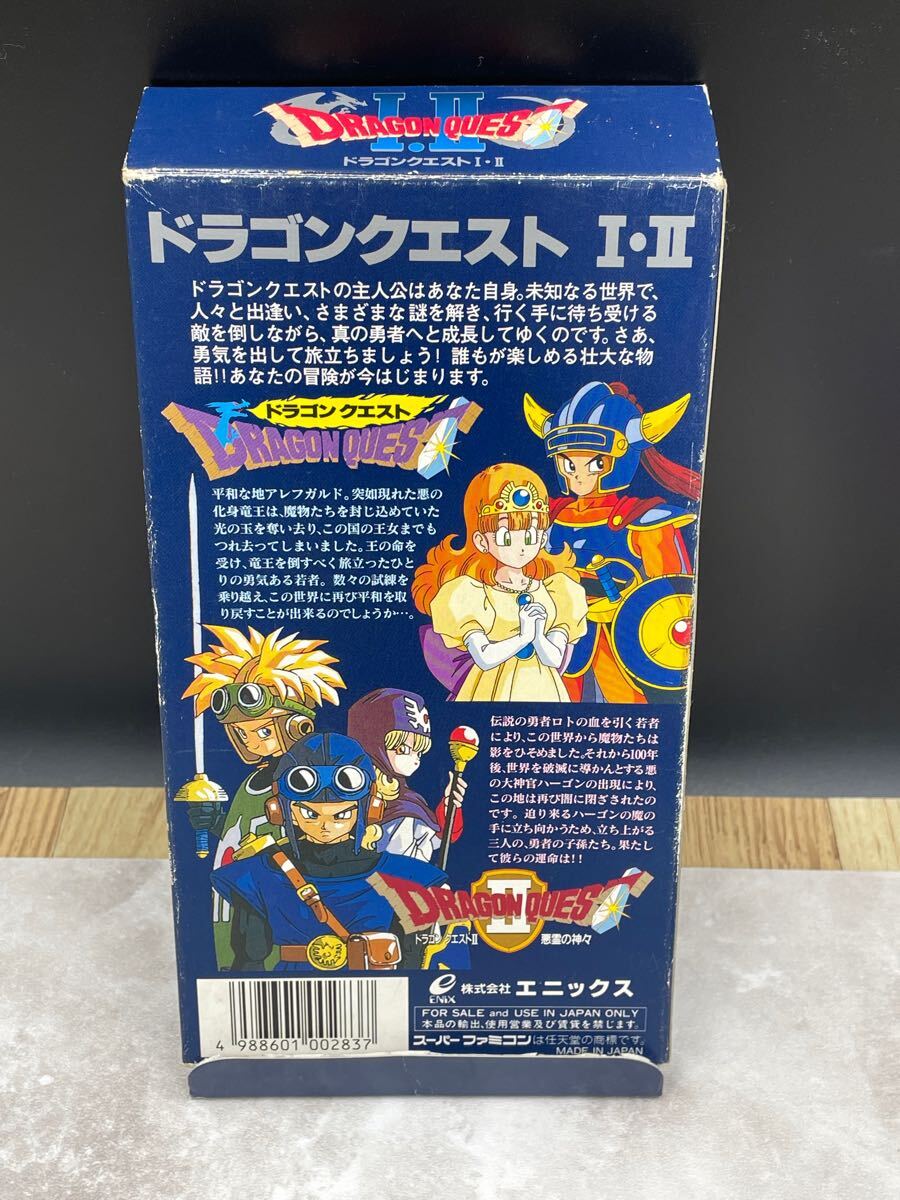 I・II
DRAGON QUEST
ドラゴンクエスト I・II
ドラゴンクエスト I・II
ドラゴンクエストの主人公はあなた自身。未知なる世界で、
人々と出逢い、さまざまな謎を解き、行く手に待ち受ける
敵を倒しながら、真の勇者へと成長してゆくのです。さあ、
勇気を出して旅立ちましょう!誰もが楽しめる壮大な物
語!!あなたの冒険が今はじまります。
ドラゴン クエスト
DRAGON QUEST
平和な地アレフガルド。突如現れた悪の
化身竜王は、魔物たちを封じ込めていた
光の玉を奪い去り、この国の王女までも
つれ去ってしまいました。王の命を
受け、竜王を倒すべく旅立ったひと
りの勇気ある若者。数々の試練を
乗り越え、この世界に再び平和を取
り戻すことが出来るのでしょうか…。
伝説の勇者ロトの血を引く若者
により、この世界から魔物たちは
影をひそめました。それから100年
後、世界を破滅に導かんとする悪
の大神官ハーゴンの出現により、
この地は再び闇に閉ざされたの
です。迫り来るハーゴンの魔の
手に立ち向かうため、立ち上がる
三人の、勇者の子孫たち。果たし
て彼らの運命は!!
DRAGON QUEST
II
ドラゴン クエストII 悪霊の神々
ENIX 株式会社 エニックス
FOR SALE and USE IN JAPAN ONLY
本品の輸出、使用営業及び賃貸を禁じます。
スーパーファミコンは任天堂の商標です。
MADE IN JAPAN
4 988601 002837